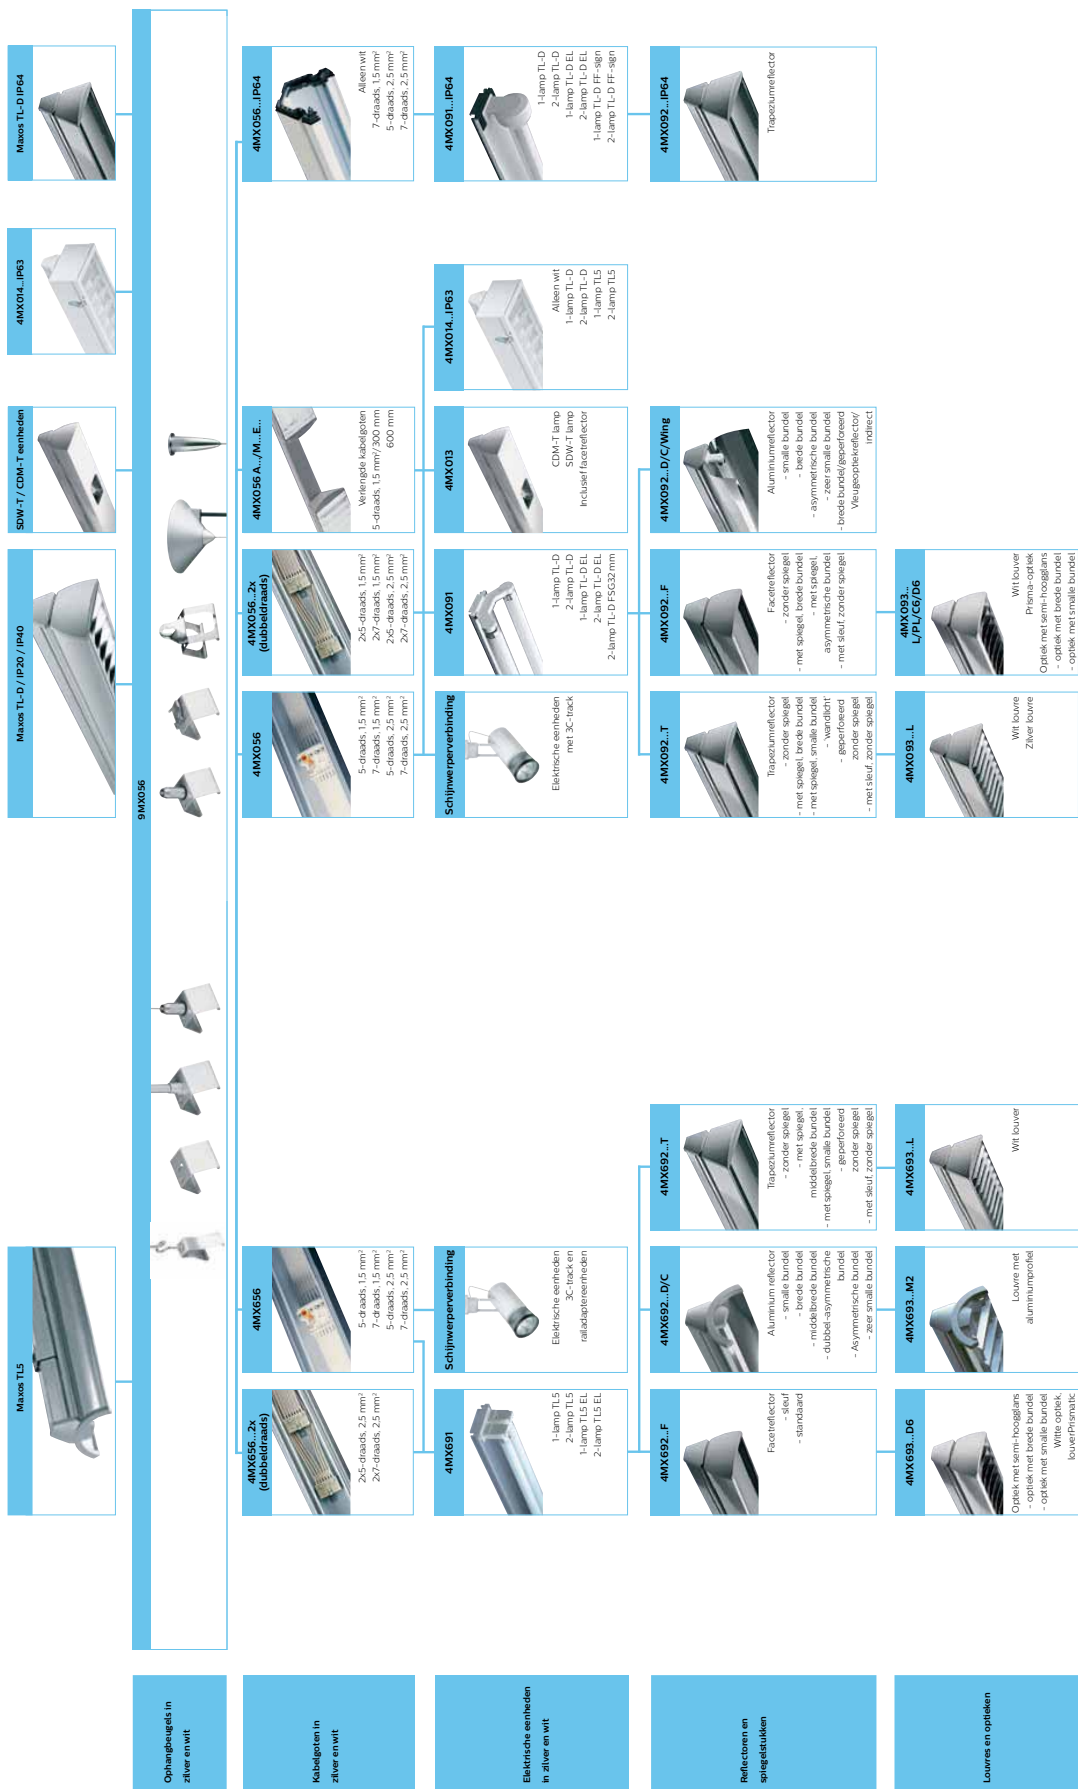 Maxos TL5
Maxos TL-D / IP20 / IP40
SDW-T / CDM-T eenheden
4MX014...IP63
Maxos TL-D IP64
Ophangbeugels in
zilver en wit
9MX056
Kabelgoten in
zilver en wit
4MX656...2x
(dubbeldraads)
2x5-draads, 2,5 mm²
2x7-draads, 2,5 mm²
4MX656
5-draads, 1,5 mm²
7-draads, 1,5 mm²
5-draads, 2,5 mm²
7-draads, 2,5 mm²
4MX056
5-draads, 1,5 mm²
7-draads, 1,5 mm²
5-draads, 2,5 mm²
7-draads, 2,5 mm²
4MX056...2x
(dubbeldraads)
2x5-draads, 1,5 mm²
2x7-draads, 1,5 mm²
2x5-draads, 2,5 mm²
2x7-draads, 2,5 mm²
4MX056 A.../M...E...
Verlengde kabelgoten
5-draads, 1,5 mm²/300 mm
600 mm
4MX056...IP64
Alleen wit
7-draads, 1,5 mm²
5-draads, 2,5 mm²
7-draads, 2,5 mm²
Elektrische eenheden
in zilver en wit
4MX691
1-lamp TL5
2-lamp TL5
1-lamp TL5 EL
2-lamp TL5 EL
Schijnwerperverbinding
Elektrische eenheden
3C-track en
railadaptereenheden
Schijnwerperverbinding
Elektrische eenheden
met 3C-track
4MX091
1-lamp TL-D
2-lamp TL-D
1-lamp TL-D EL
2-lamp TL-D EL
2-lamp TL-D FSG32 mm
4MX013
CDM-T lamp
SDW-T lamp
Inclusief facetreflector
4MX014...IP63
Alleen wit
1-lamp TL-D
2-lamp TL-D
1-lamp TL5
2-lamp TL5
4MX091...IP64
1-lamp TL-D
2-lamp TL-D
1-lamp TL-D EL
2-lamp TL-D EL
1-lamp TL-D FF-sign
2-lamp TL-D FF-sign
Reflectoren en
spiegelstukken
4MX692...F
Facetreflector
- sleuf
- standaard
4MX692...D/C
Aluminium reflector
- smalle bundel
- brede bundel
- middelbrede bundel
- dubbel-asymmetrische
bundel
- Asymmetrische bundel
- zeer smalle bundel
4MX692...T
Trapeziumreflector
- zonder spiegel
- met spiegel,
middelbrede bundel
- met spiegel, smalle bundel
- geperforeerd
zonder spiegel
- met sleuf, zonder spiegel
4MX092...T
Trapeziumreflector
- zonder spiegel
- met spiegel, brede bundel
- met spiegel, smalle bundel
- wandlicht'
- geperforeerd
zonder spiegel
- met sleuf, zonder spiegel
4MX092...F
Facetreflector
- zonder spiegel
- met spiegel, brede bundel
- met spiegel,
asymmetrische bundel
- met sleuf, zonder spiegel
4MX092...D/C/Wing
Aluminiumreflector
- smalle bundel
- brede bundel
- asymmetrische bundel
- zeer smalle bundel
- brede bundel/geperforeerd
Vleugeloptiekreflector/
indirect
4MX092...IP64
Trapeziumreflector
Louvres en optieken
4MX693...D6
Optiek met semi-hoogglans
- optiek met brede bundel
- optiek met smalle bundel
Witte optiek,
louverPrismatic
4MX693...M2
Louvre met
aluminiumprofiel
4MX693...L
Wit louver
4MX093...L
Wit louvre
Zilver louvre
4MX093...
L/PL/C6/D6
Wit louver
Prisma-optiek
Optiek met semi-hoogglans
- optiek met brede bundel
- optiek met smalle bundel